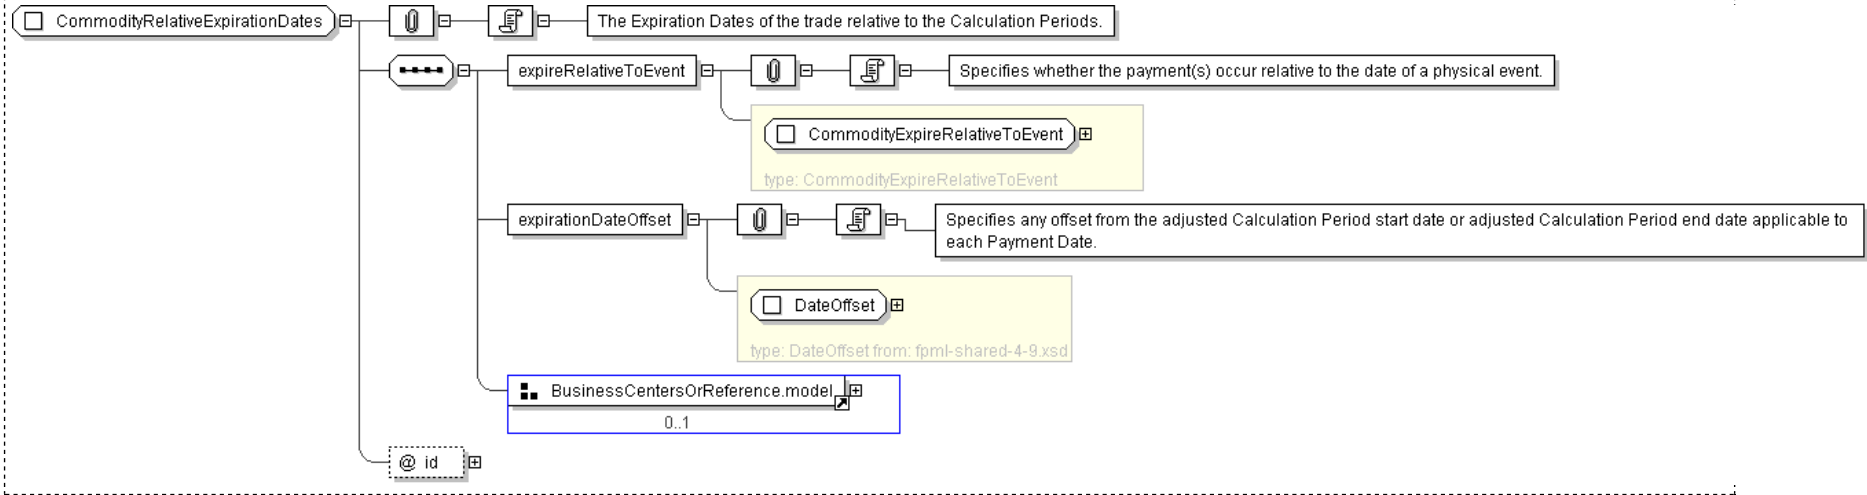 CommodityRelativeExpirationDates
The Expiration Dates of the trade relative to the Calculation Periods.
expireRelativeToEvent
Specifies whether the payment(s) occur relative to the date of a physical event.
CommodityExpireRelativeToEvent
type: CommodityExpireRelativeToEvent
expirationDateOffset
Specifies any offset from the adjusted Calculation Period start date or adjusted Calculation Period end date applicable to
each Payment Date.
DateOffset
type: DateOffset from: fpml-shared-4-9.xsd
BusinessCentersOrReference.model
0..1
@ id